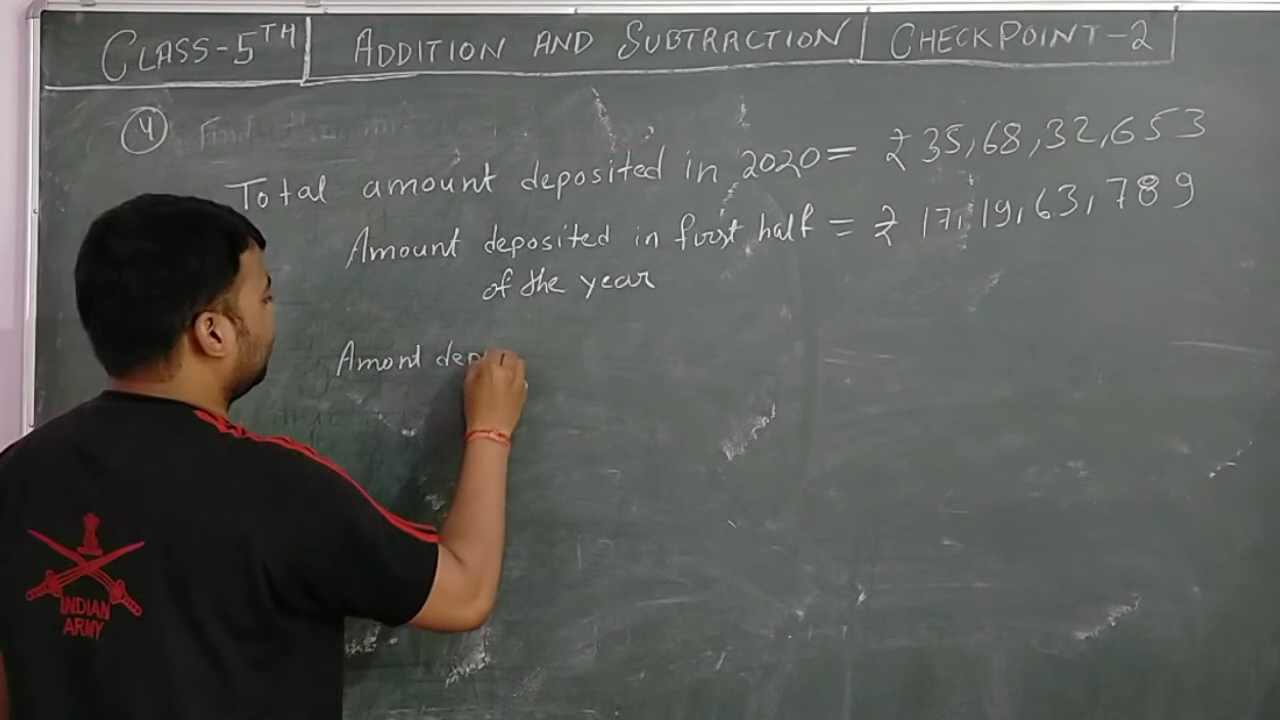 CLASS-5TH ADDITION AND SUBTRACTION CHECKPOINT-2
4
Total amount deposited in 2020 = ₹ 35,68,32,653
Amount deposited in first half = ₹ 17,19,63,789
of the year
Amont dep
INDIAN
ARMY